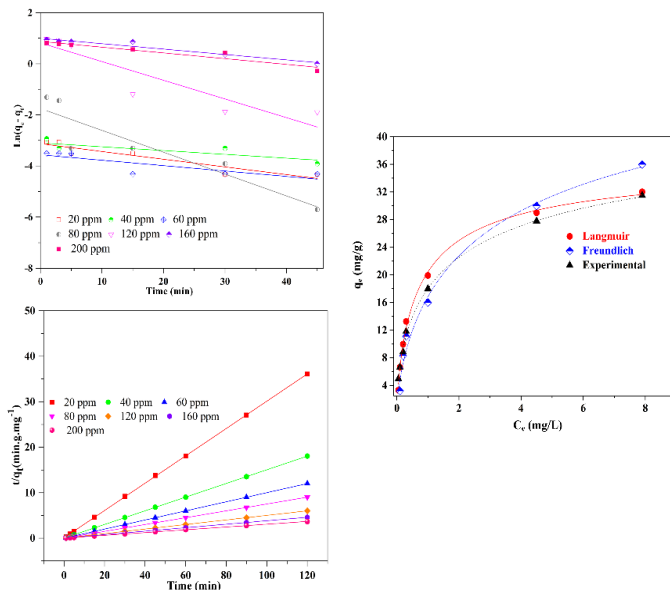 Ln(qe- qt)
2
0
-2
-4
-6
-8
20 ppm 40 ppm 60 ppm
80 ppm 120 ppm 160 ppm
200 ppm
0 10 20 30 40
Time (min)
t/qt(min.g.mg-1)
50
40
30
20
10
0
20 ppm 40 ppm 60 ppm
80 ppm 120 ppm 160 ppm
200 ppm
0 20 40 60 80 100 120
Time (min)
qe (mg/g)
40
36
32
28
24
20
16
12
8
4
Langmuir
Freundlich
Experimental
0 2 4 6 8
Ce (mg/L)